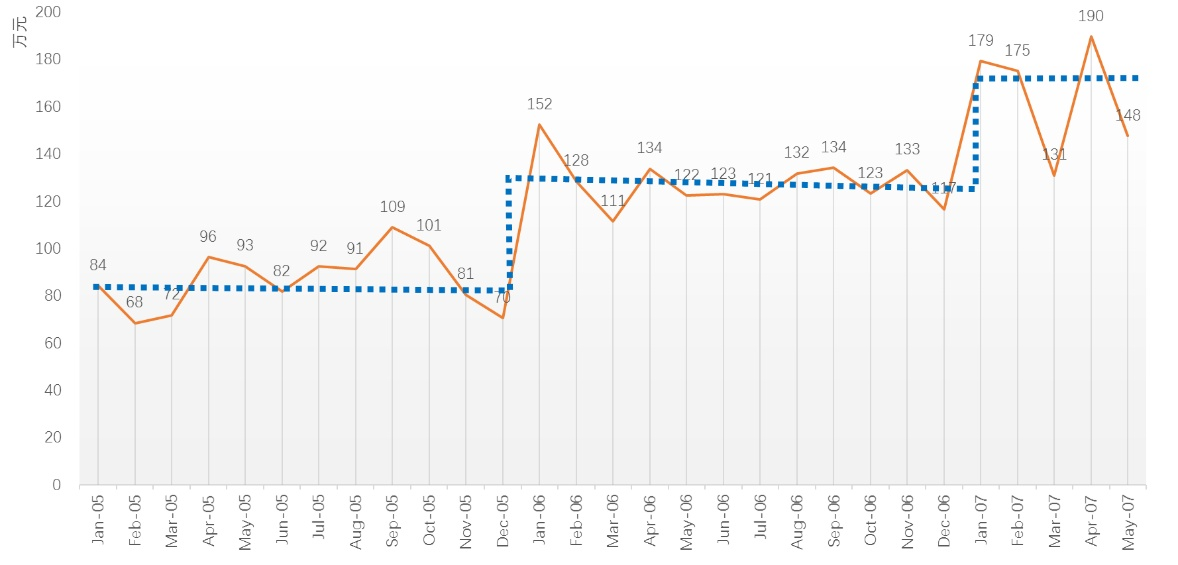 万元
200
180
160
140
120
100
80
60
40
20
0
84
68
72
96
93
82
92
91
109
101
81
70
152
128
111
134
122
123
121
132
134
123
133
117
179
175
131
190
148
Jan-05
Feb-05
Mar-05
Apr-05
May-05
Jun-05
Jul-05
Aug-05
Sep-05
Oct-05
Nov-05
Dec-05
Jan-06
Feb-06
Mar-06
Apr-06
May-06
Jun-06
Jul-06
Aug-06
Sep-06
Oct-06
Nov-06
Dec-06
Jan-07
Feb-07
Mar-07
Apr-07
May-07